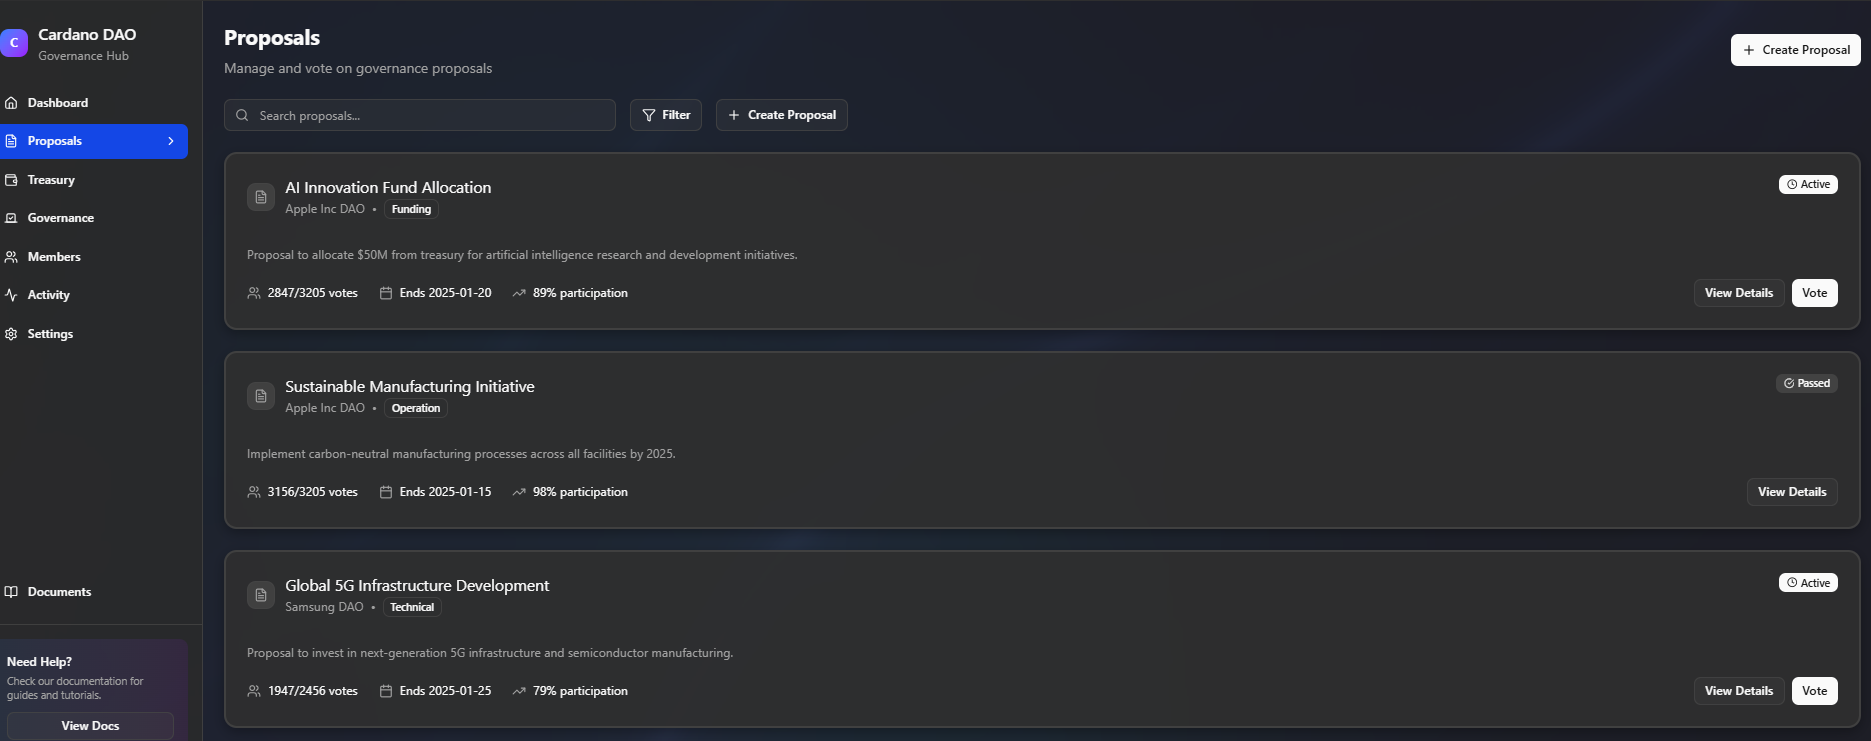 C
Cardano DAO
Governance Hub
Dashboard
Proposals
Treasury
Governance
Members
Activity
Settings
Documents
Need Help?
Check our documentation for
guides and tutorials.
View Docs
Proposals
Manage and vote on governance proposals
Create Proposal
Search proposals...
Filter
Create Proposal
AI Innovation Fund Allocation
Active
Apple Inc DAO • Funding
Proposal to allocate $50M from treasury for artificial intelligence research and development initiatives.
2847/3205 votes Ends 2025-01-20 89% participation
View Details Vote
Sustainable Manufacturing Initiative
Passed
Apple Inc DAO • Operation
Implement carbon-neutral manufacturing processes across all facilities by 2025.
3156/3205 votes Ends 2025-01-15 98% participation
View Details
Global 5G Infrastructure Development
Active
Samsung DAO • Technical
Proposal to invest in next-generation 5G infrastructure and semiconductor manufacturing.
1947/2456 votes Ends 2025-01-25 79% participation
View Details Vote